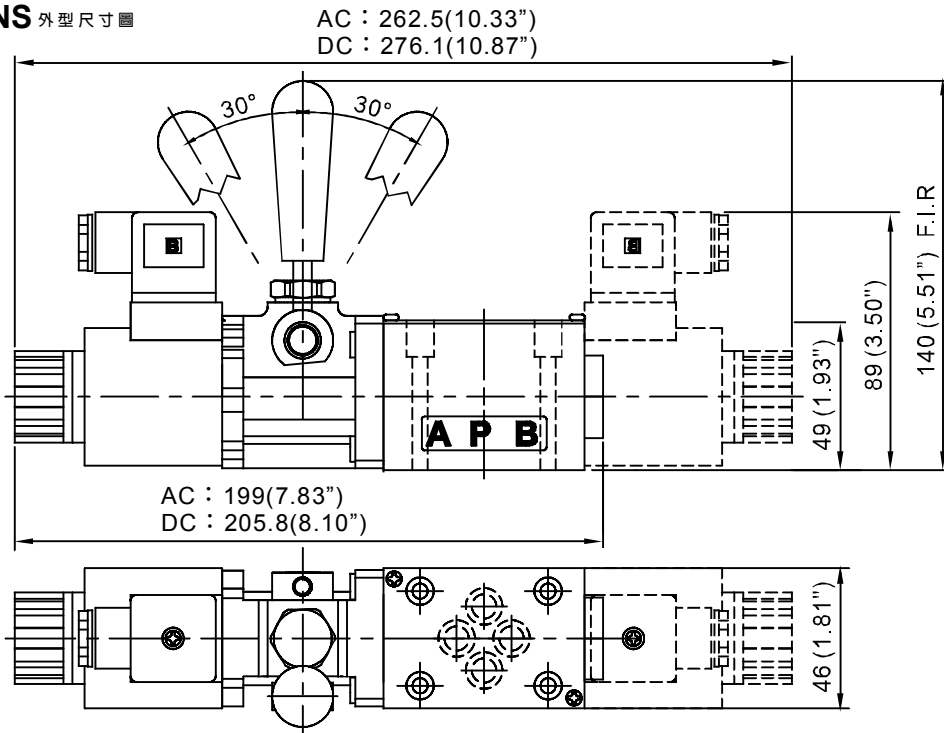 NS 外型尺寸圖
AC：262.5(10.33”)
DC：276.1(10.87”)
30°
30°
B
B
140 (5.51”) F.I.R
89 (3.50")
49 (1.93")
A P B
AC：199(7.83”)
DC：205.8(8.10”)
46 (1.81")